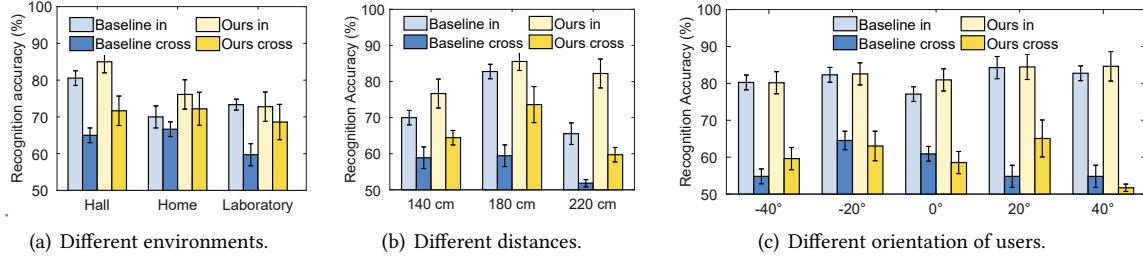 Recognition accuracy (%)
100
90
80
70
60
50
Baseline in
Ours in
Baseline cross
Ours cross
Hall
Home
Laboratory
(a) Different environments.
Recognition Accuracy (%)
100
90
80
70
60
50
Baseline in
Ours in
Baseline cross
Ours cross
140 cm
180 cm
220 cm
(b) Different distances.
Recognition Accuracy (%)
100
90
80
70
60
50
Baseline in
Ours in
Baseline cross
Ours cross
-40°
-20°
0°
20°
40°
(c) Different orientation of users.